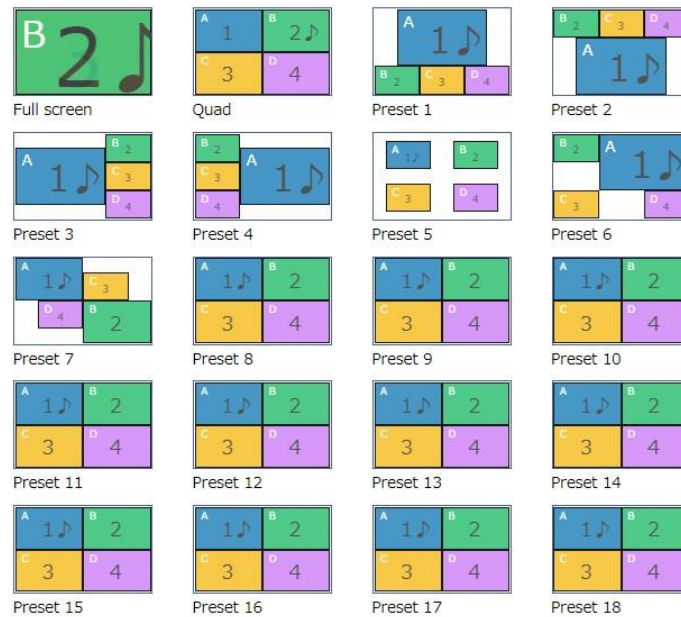 B 2♪
Full screen
A 1 B 2♪
C 3 D 4
Quad
A 1♪
B 2 C 3 D 4
Preset 1
B 2 C 3 D 4
A 1♪
Preset 2
A 1♪
B 2
C 3
D 4
Preset 3
B 2
C 3
D 4
A 1♪
Preset 4
A 1♪ B 2
C 3 D 4
Preset 5
B 2 A 1♪
C 3 D 4
Preset 6
A 1♪ C 3
D 4 B 2
Preset 7
A 1♪ B 2
C 3 D 4
Preset 8
A 1♪ B 2
C 3 D 4
Preset 9
A 1♪ B 2
C 3 D 4
Preset 10
A 1♪ B 2
C 3 D 4
Preset 11
A 1♪ B 2
C 3 D 4
Preset 12
A 1♪ B 2
C 3 D 4
Preset 13
A 1♪ B 2
C 3 D 4
Preset 14
A 1♪ B 2
C 3 D 4
Preset 15
A 1♪ B 2
C 3 D 4
Preset 16
A 1♪ B 2
C 3 D 4
Preset 17
A 1♪ B 2
C 3 D 4
Preset 18